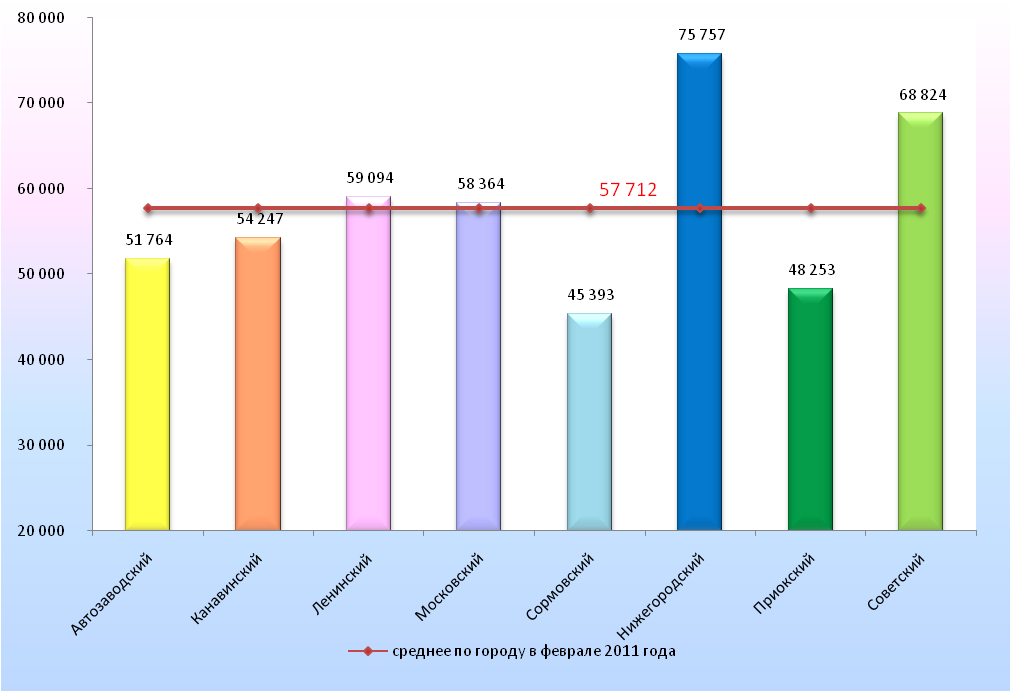 80 000
70 000
60 000
50 000
40 000
30 000
20 000
51 764
54 247
59 094
58 364
57 712
45 393
75 757
48 253
68 824
Автозаводский
Канавинский
Ленинский
Московский
Сормовский
Нижегородский
Приокский
Советский
среднее по городу в феврале 2011 года